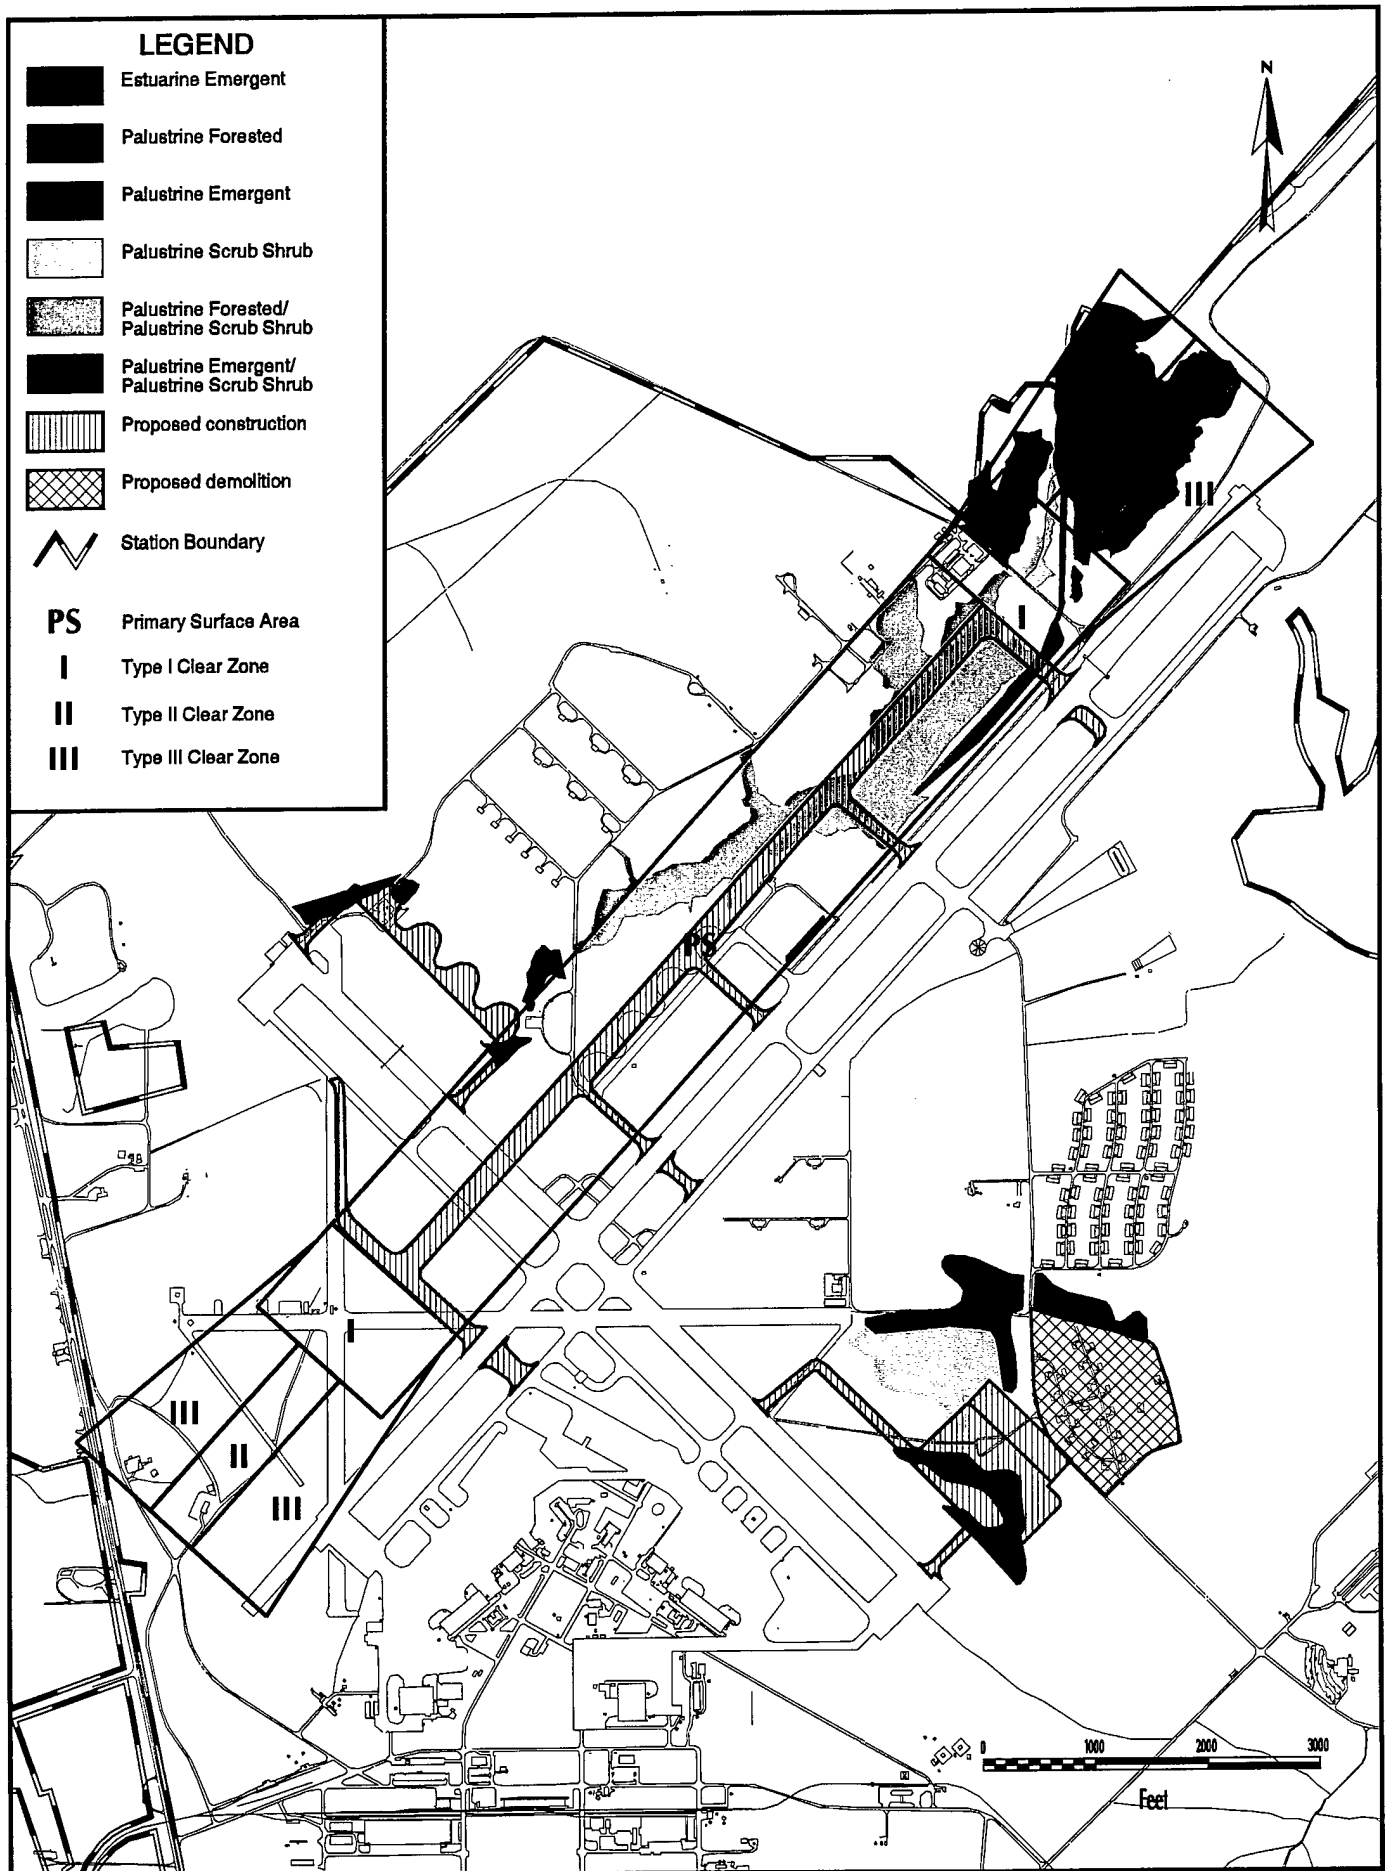 LEGEND
Estuarine Emergent
Palustrine Forested
Palustrine Emergent
Palustrine Scrub Shrub
Palustrine Forested/
Palustrine Scrub Shrub
Palustrine Emergent/
Palustrine Scrub Shrub
Proposed construction
Proposed demolition
Station Boundary
PS Primary Surface Area
I Type I Clear Zone
II Type II Clear Zone
III Type III Clear Zone
N
III
I
PS
I
III
II
III
0 1000 2000 3000
Feet